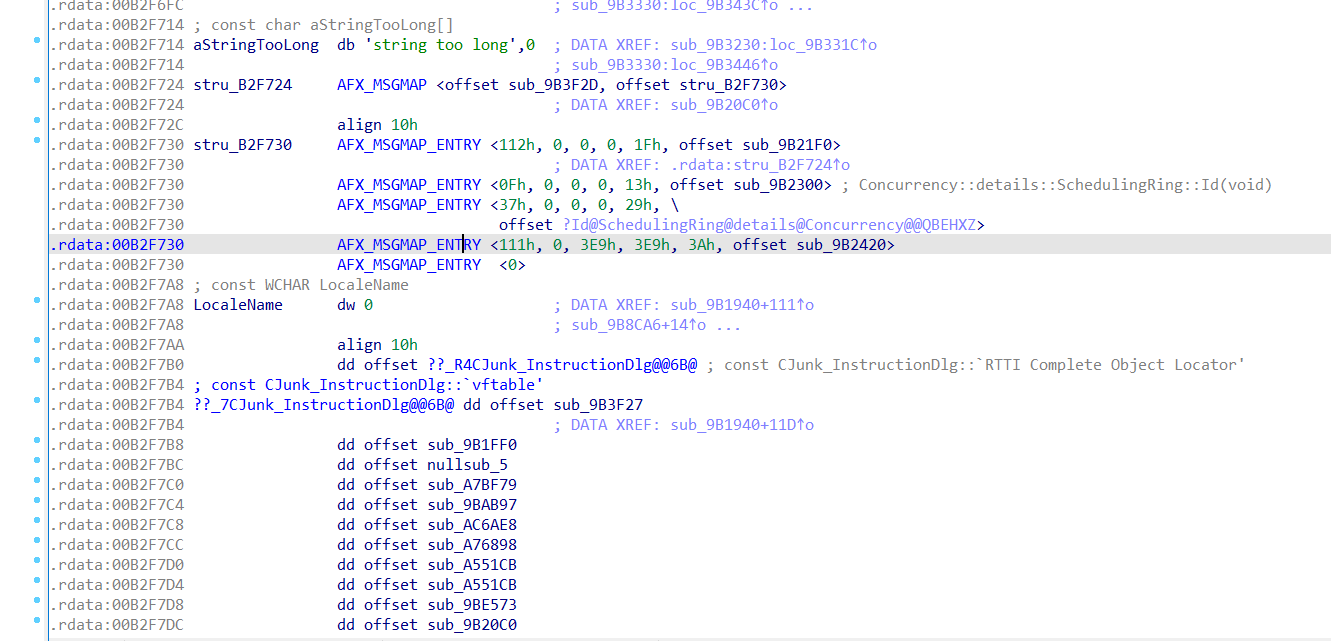 .rdata:00B2F6FC ; sub_9B3330:loc_9B343C↑o ...
.rdata:00B2F714 ; const char aStringTooLong[]
.rdata:00B2F714 aStringTooLong db 'string too long',0 ; DATA XREF: sub_9B3230:loc_9B331C↑o
.rdata:00B2F714 ; sub_9B3330:loc_9B3446↑o
.rdata:00B2F724 stru_B2F724 AFX_MSGMAP <offset sub_9B3F2D, offset stru_B2F730>
.rdata:00B2F724 ; DATA XREF: sub_9B20C0↑o
.rdata:00B2F72C align 10h
.rdata:00B2F730 stru_B2F730 AFX_MSGMAP_ENTRY <112h, 0, 0, 0, 1Fh, offset sub_9B21F0>
.rdata:00B2F730 ; DATA XREF: .rdata:stru_B2F724↑o
.rdata:00B2F730 AFX_MSGMAP_ENTRY <0Fh, 0, 0, 0, 13h, offset sub_9B2300> ; Concurrency::details::SchedulingRing::Id(void)
.rdata:00B2F730 AFX_MSGMAP_ENTRY <37h, 0, 0, 0, 29h, \
.rdata:00B2F730 offset ?Id@SchedulingRing@details@Concurrency@@QBEHXZ>
.rdata:00B2F730 AFX_MSGMAP_ENTRY <111h, 0, 3E9h, 3E9h, 3Ah, offset sub_9B2420>
.rdata:00B2F730 AFX_MSGMAP_ENTRY <0>
.rdata:00B2F7A8 ; const WCHAR LocaleName
.rdata:00B2F7A8 LocaleName dw 0 ; DATA XREF: sub_9B1940+111↑o
.rdata:00B2F7A8 ; sub_9B8CA6+14↑o ...
.rdata:00B2F7AA align 10h
.rdata:00B2F7B0 dd offset ??_R4CJunk_InstructionDlg@@6B@ ; const CJunk_InstructionDlg::`RTTI Complete Object Locator'
.rdata:00B2F7B4 ; const CJunk_InstructionDlg::`vftable'
.rdata:00B2F7B4 ??_7CJunk_InstructionDlg@@6B@ dd offset sub_9B3F27
.rdata:00B2F7B4 ; DATA XREF: sub_9B1940+11D↑o
.rdata:00B2F7B8 dd offset sub_9B1FF0
.rdata:00B2F7BC dd offset nullsub_5
.rdata:00B2F7C0 dd offset sub_A7BF79
.rdata:00B2F7C4 dd offset sub_9BAB97
.rdata:00B2F7C8 dd offset sub_AC6AE8
.rdata:00B2F7CC dd offset sub_A76898
.rdata:00B2F7D0 dd offset sub_A551CB
.rdata:00B2F7D4 dd offset sub_A551CB
.rdata:00B2F7D8 dd offset sub_9BE573
.rdata:00B2F7DC dd offset sub_9B20C0